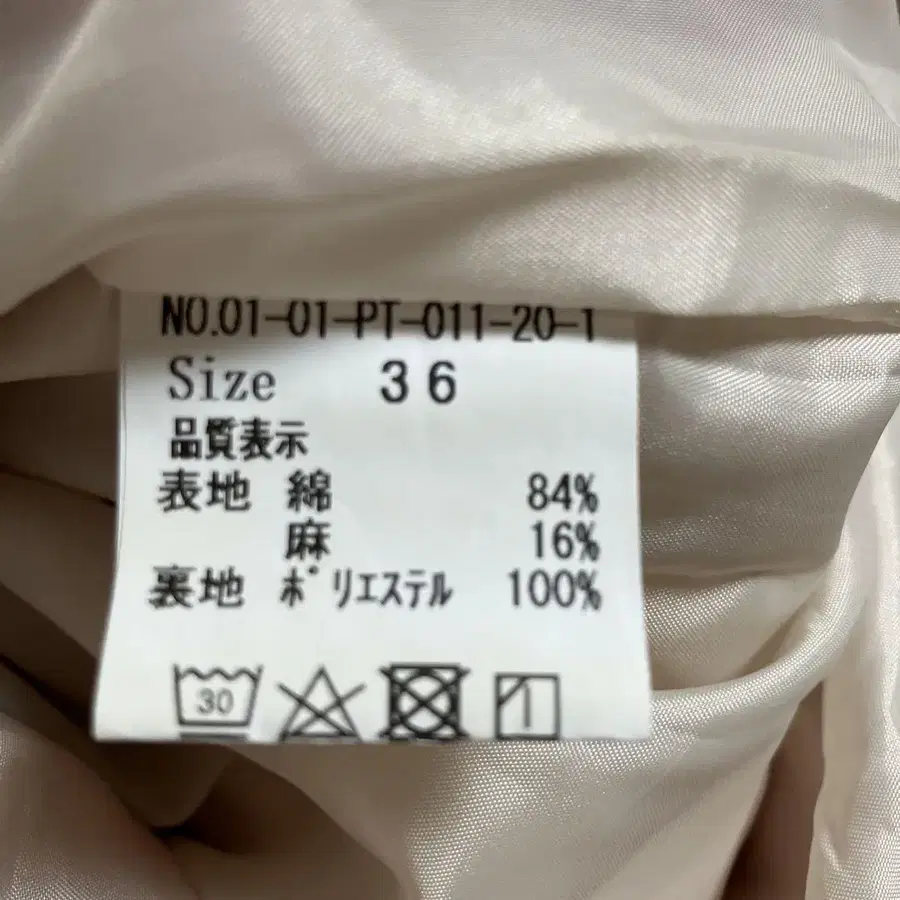 NO.01-01-PT-011-20-1
Size 36
品質表示
表地 綿 84%
麻 16%
裏地 ポリエステル 100%
30